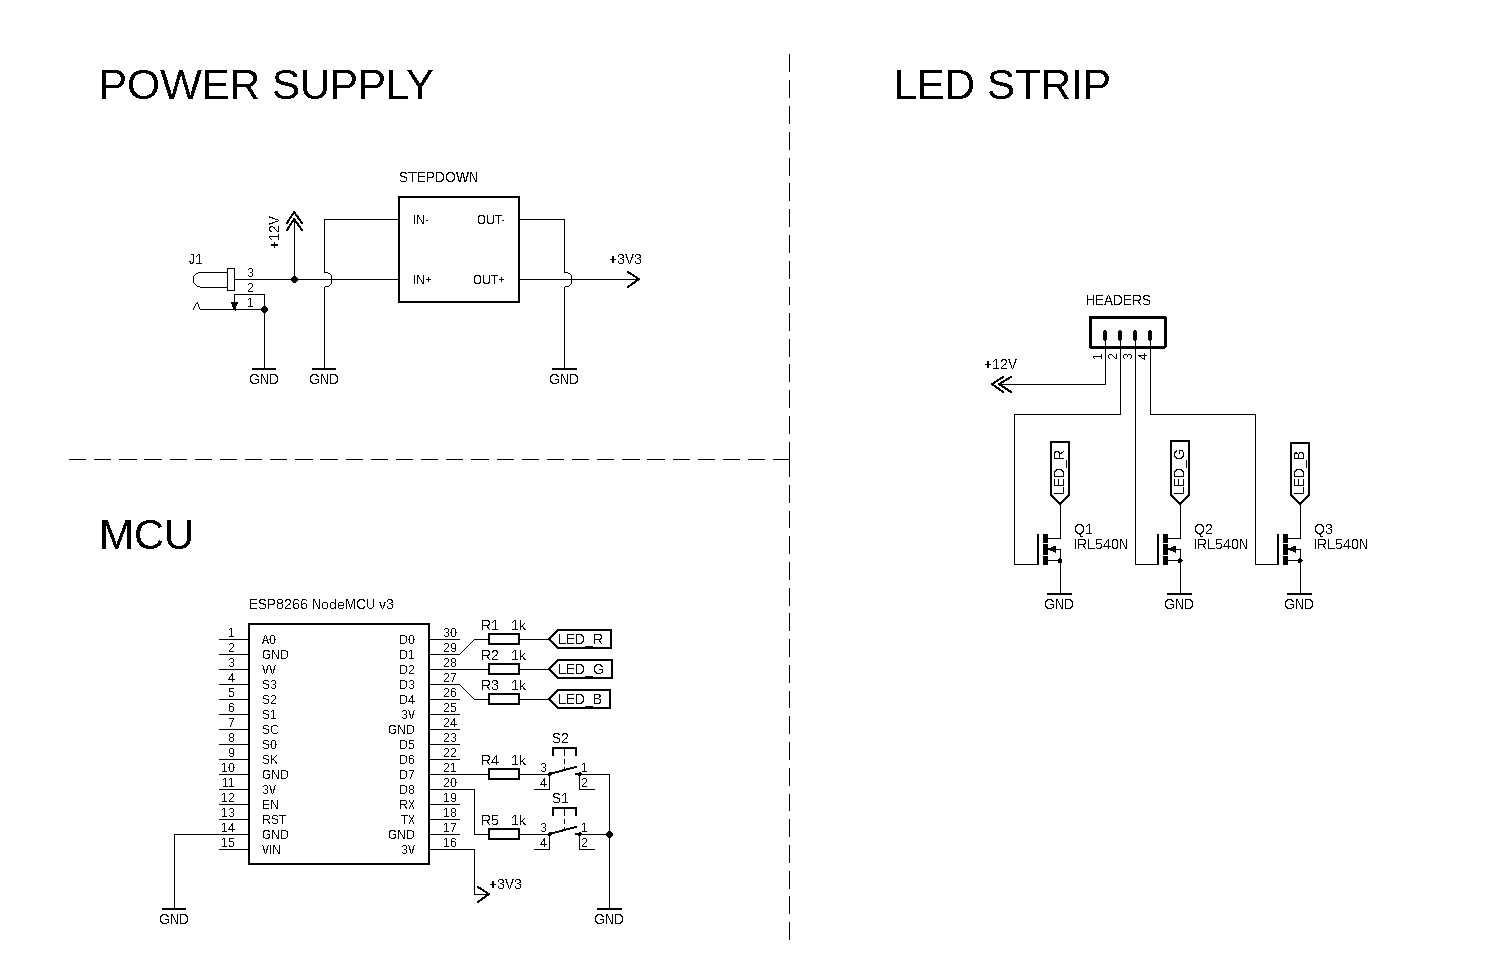 POWER SUPPLY
LED STRIP
STEPDOWN
+12V
IN-
OUT-
J1
3
2
1
IN+
OUT+
+3V3
GND
GND
GND
HEADERS
1
2
3
4
+12V
LED_R
LED_G
LED_B
Q1
IRL540N
Q2
IRL540N
Q3
IRL540N
GND
GND
GND
MCU
ESP8266 NodeMCU v3
1 A0
2 GND
3 VV
4 S3
5 S2
6 S1
7 SC
8 S0
9 SK
10 GND
11 3V
12 EN
13 RST
14 GND
15 VIN
D0 30
D1 29
D2 28
D3 27
D4 26
3V 25
GND 24
D5 23
D6 22
D7 21
D8 20
RX 19
TX 18
GND 17
3V 16
R1 1k
LED_R
R2 1k
LED_G
R3 1k
LED_B
S2
R4 1k
3
4
1
2
S1
R5 1k
3
4
1
2
+3V3
GND
GND